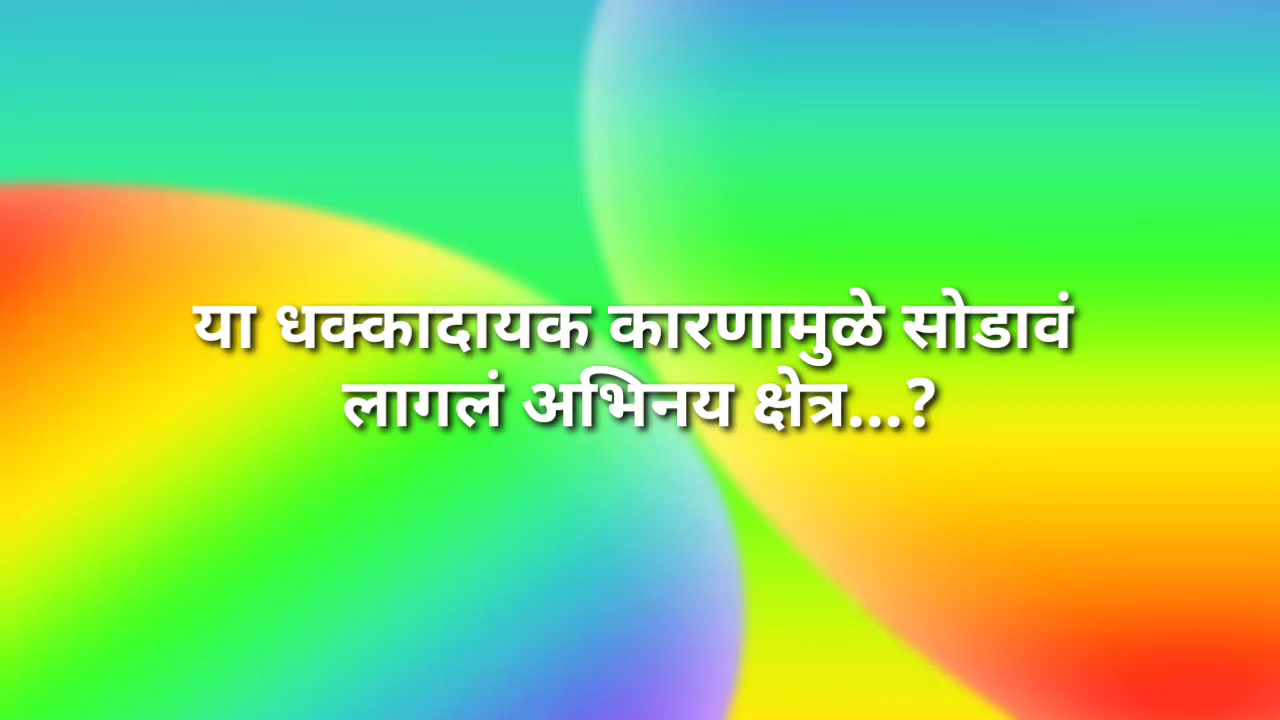 या धक्कादायक कारणामुळे सोडावं
लागलं अभिनय क्षेत्र...?